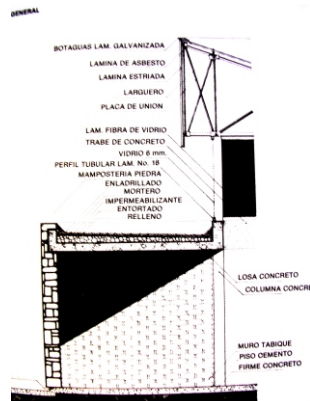 GENERAL
BOTAGUAS LAM. GALVANIZADA
LAMINA DE ASBESTO
LAMINA ESTRIADA
LARGUERO
PLACA DE UNION
LAM. FIBRA DE VIDRIO
TRABE DE CONCRETO
VIDRIO 6 mm.
PERFIL TUBULAR LAM. No. 18
MAMPOSTERIA PIEDRA
ENLADRILLADO
MORTERO
IMPERMEABILIZANTE
ENTORTADO
RELLENO
LOSA CONCRETO
COLUMNA CONCRE
MURO TABIQUE
PISO CEMENTO
FIRME CONCRETO